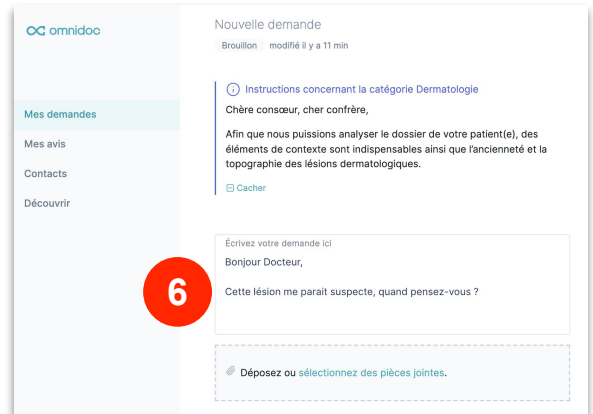 omnidoc
Mes demandes
Mes avis
Contacts
Découvrir
Nouvelle demande
Brouillon modifié il y a 11 min
Instructions concernant la catégorie Dermatologie
Chère consœur, cher confrère,
Afin que nous puissions analyser le dossier de votre patient(e), des
éléments de contexte sont indispensables ainsi que l'ancienneté et la
topographie des lésions dermatologiques.
Cacher
Écrivez votre demande ici
Bonjour Docteur,
Cette lésion me parait suspecte, quand pensez-vous ?
6
Déposez ou sélectionnez des pièces jointes.